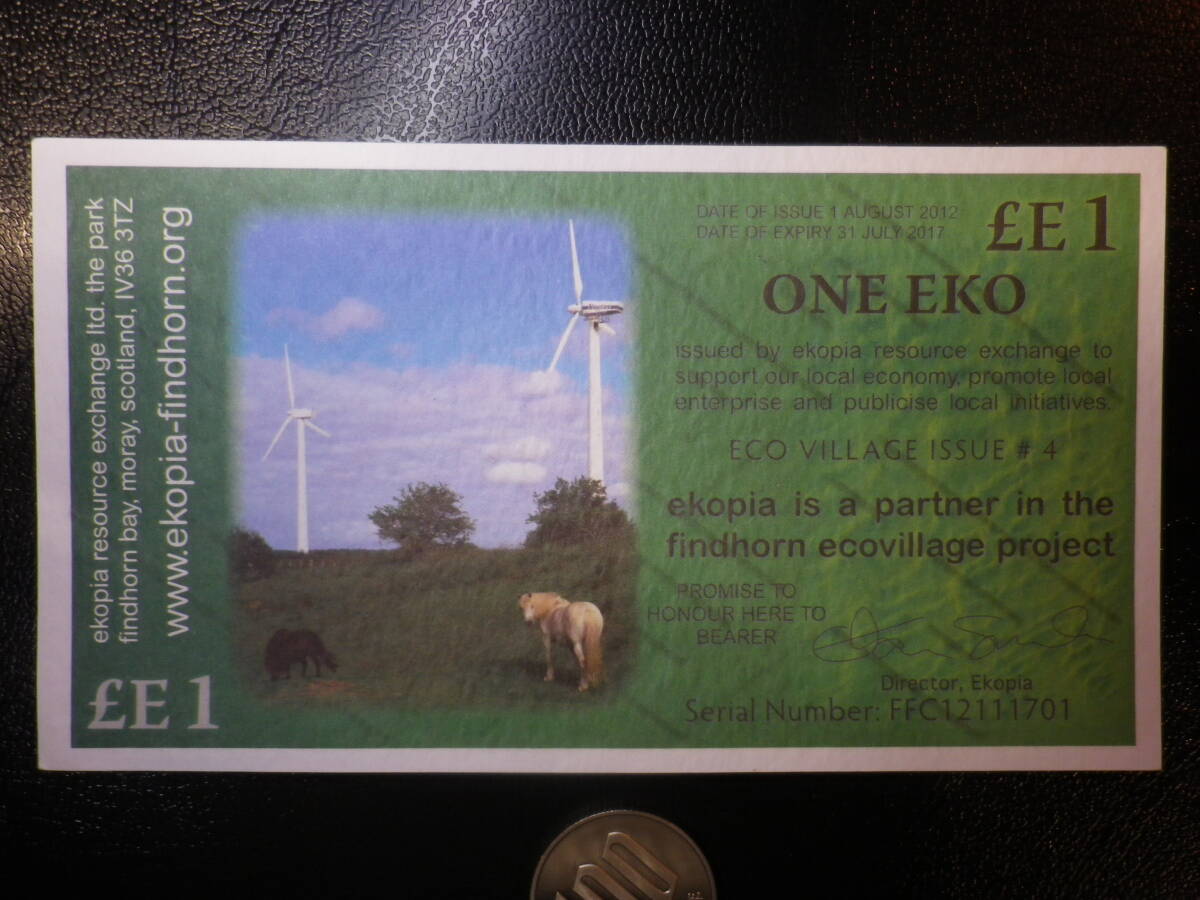 ekopia resource exchange ltd. the park
findhorn bay, moray, scotland, IV36 3TZ
www.ekopia-findhorn.org
£E 1
DATE OF ISSUE 1 AUGUST 2012
DATE OF EXPIRY 31 JULY 2017
£E 1
ONE EKO
issued by ekopia resource exchange to
support our local economy, promote local
enterprise and publicise local initiatives.
ECO VILLAGE ISSUE # 4
ekopia is a partner in the
findhorn ecovillage project
PROMISE TO
HONOUR HERE TO
BEARER
Director, Ekopia
Serial Number: FFC12111701
100